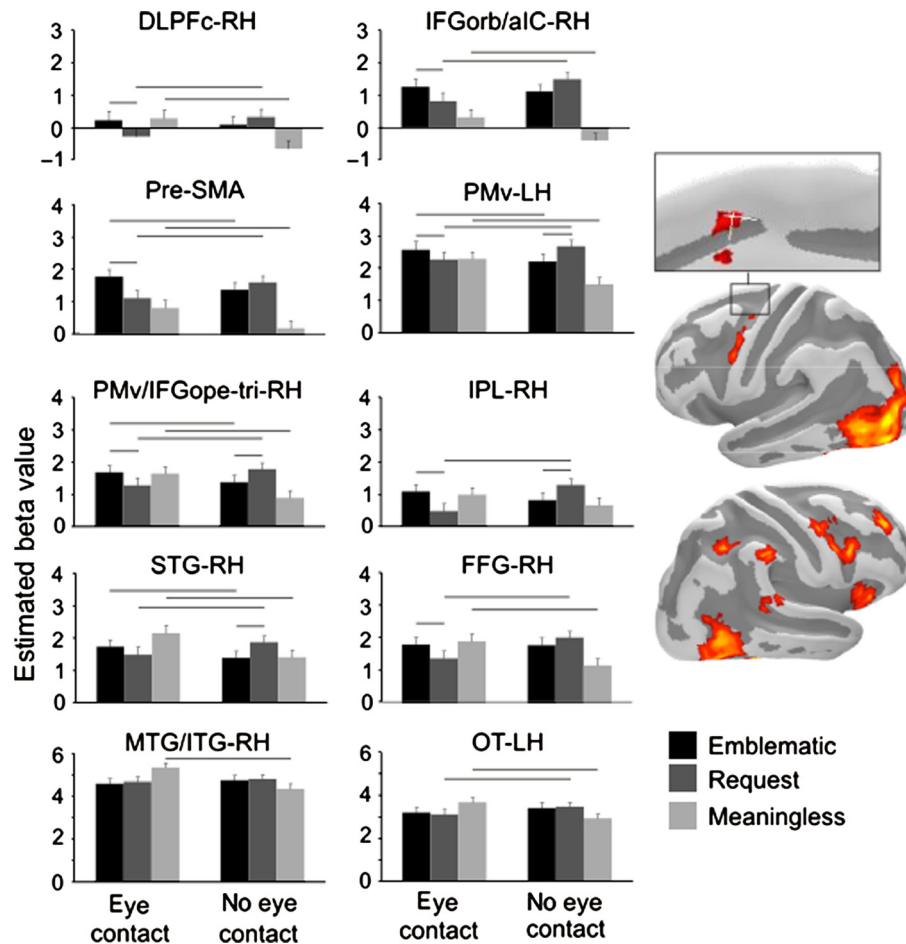 DLPFc-RH
IFGorb/aIC-RH
3
2
1
0
−1
3
2
1
0
−1
Pre-SMA
PMv-LH
4
3
2
1
0
4
3
2
1
0
PMv/IFGope-tri-RH
IPL-RH
4
3
2
1
0
4
3
2
1
0
STG-RH
FFG-RH
4
3
2
1
0
4
3
2
1
0
MTG/ITG-RH
OT-LH
6
4
2
0
6
4
2
0
Estimated beta value
Eye
contact
No eye
contact
Eye
contact
No eye
contact
Emblematic
Request
Meaningless